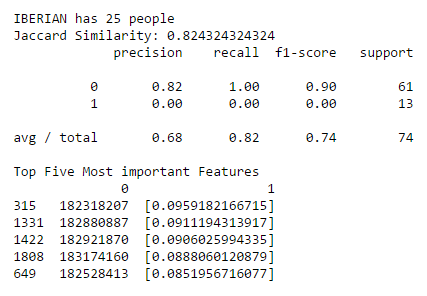 IBERIAN has 25 people
Jaccard Similarity: 0.824324324324
precision recall f1-score support
0 0.82 1.00 0.90 61
1 0.00 0.00 0.00 13
avg / total 0.68 0.82 0.74 74
Top Five Most important Features
0 1
315 182318207 [0.0959182166715]
1331 182880887 [0.0911194313917]
1422 182921870 [0.0906025994335]
1808 183174160 [0.0888060120879]
649 182528413 [0.0851956716077]